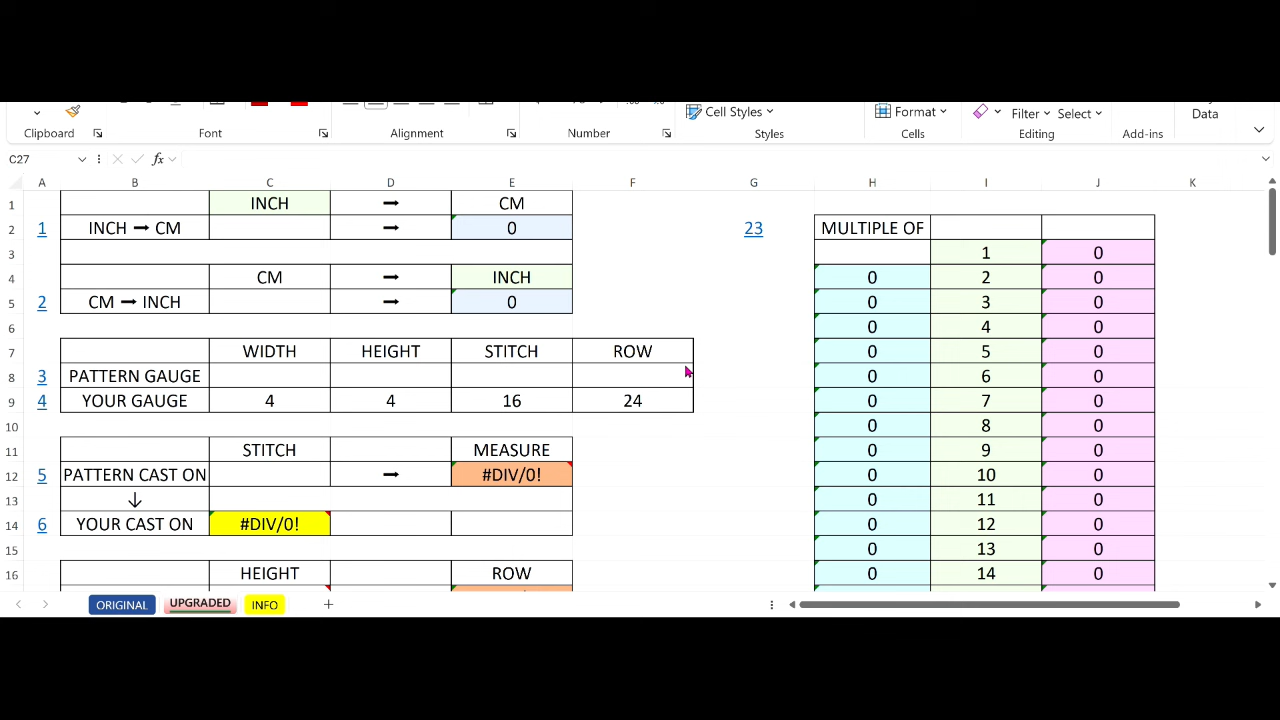 Cell Styles
Format
Filter
Select
Data
Clipboard
Font
Alignment
Number
Styles
Cells
Editing
Add-ins
C27
fx
A B C D E F G H I J K
1 INCH ➡ CM
2 1 INCH ➡ CM ➡ 0 23 MULTIPLE OF
3 1 0
4 CM ➡ INCH 0 2 0
5 2 CM ➡ INCH ➡ 0 0 3 0
6 0 4 0
7 WIDTH HEIGHT STITCH ROW 0 5 0
8 3 PATTERN GAUGE 0 6 0
9 4 YOUR GAUGE 4 4 16 24 0 7 0
10 0 8 0
11 STITCH MEASURE 0 9 0
12 5 PATTERN CAST ON ➡ #DIV/0! 0 10 0
13 ↓ 0 11 0
14 6 YOUR CAST ON #DIV/0! 0 12 0
15 0 13 0
16 HEIGHT ROW 0 14 0
ORIGINAL UPGRADED INFO